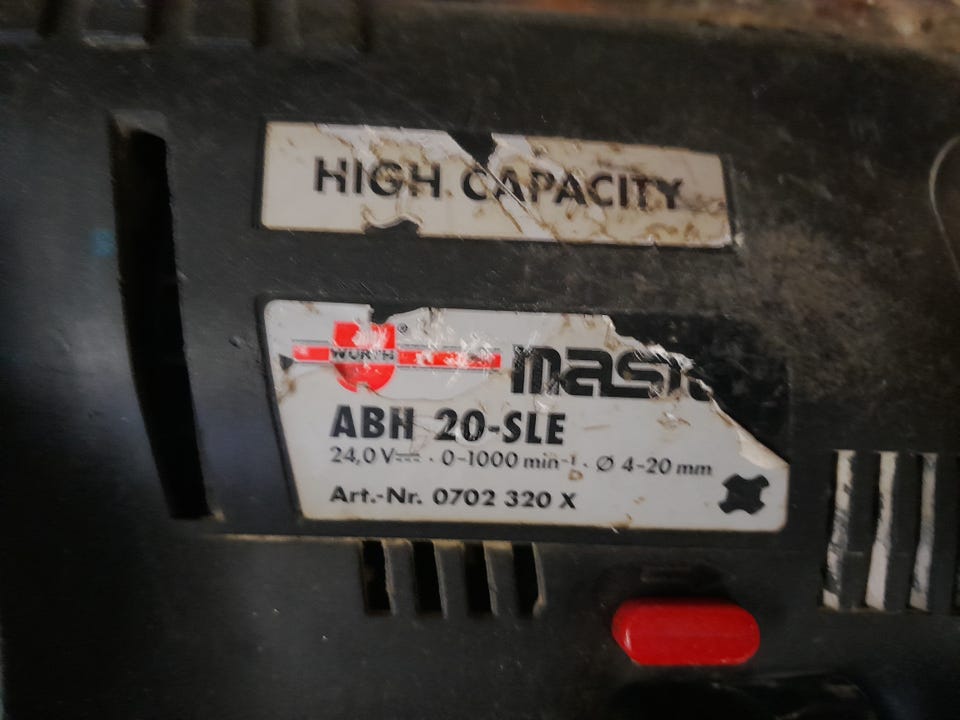 HIGH CAPACITY
WÜRTH ®
ABH 20-SLE
24,0 V⎓ · 0-1000 min-1 · Ø 4-20 mm
Art.-Nr. 0702 320 X